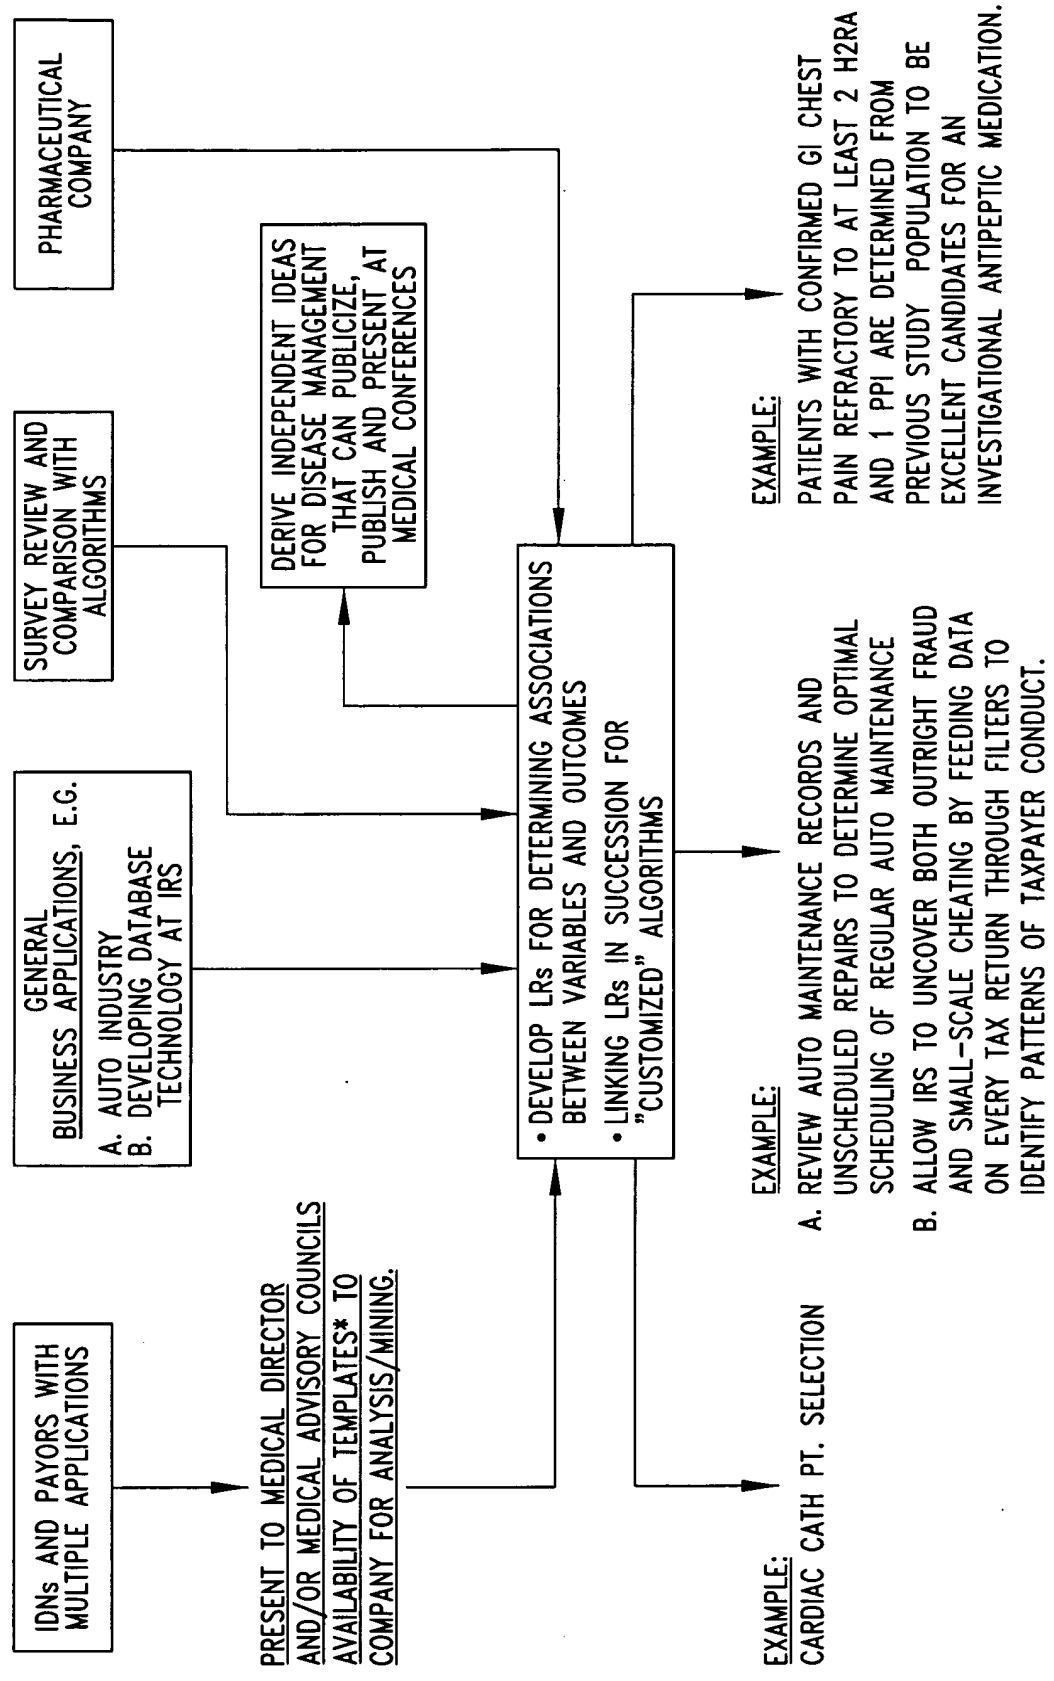 IDNs AND PAYORS WITH
MULTIPLE APPLICATIONS
GENERAL
BUSINESS APPLICATIONS, E.G.
A. AUTO INDUSTRY
B. DEVELOPING DATABASE
TECHNOLOGY AT IRS
SURVEY REVIEW AND
COMPARISON WITH
ALGORITHMS
PHARMACEUTICAL
COMPANY
PRESENT TO MEDICAL DIRECTOR
AND/OR MEDICAL ADVISORY COUNCILS
AVAILABILITY OF TEMPLATES* TO
COMPANY FOR ANALYSIS/MINING.
DERIVE INDEPENDENT IDEAS
FOR DISEASE MANAGEMENT
THAT CAN PUBLICIZE,
PUBLISH AND PRESENT AT
MEDICAL CONFERENCES
• DEVELOP LRs FOR DETERMINING ASSOCIATIONS
BETWEEN VARIABLES AND OUTCOMES
• LINKING LRs IN SUCCESSION FOR
"CUSTOMIZED" ALGORITHMS
EXAMPLE:
CARDIAC CATH PT. SELECTION
EXAMPLE:
A. REVIEW AUTO MAINTENANCE RECORDS AND
UNSCHEDULED REPAIRS TO DETERMINE OPTIMAL
SCHEDULING OF REGULAR AUTO MAINTENANCE
B. ALLOW IRS TO UNCOVER BOTH OUTRIGHT FRAUD
AND SMALL-SCALE CHEATING BY FEEDING DATA
ON EVERY TAX RETURN THROUGH FILTERS TO
IDENTIFY PATTERNS OF TAXPAYER CONDUCT.
EXAMPLE:
PATIENTS WITH CONFIRMED GI CHEST
PAIN REFRACTORY TO AT LEAST 2 H2RA
AND 1 PPI ARE DETERMINED FROM
PREVIOUS STUDY POPULATION TO BE
EXCELLENT CANDIDATES FOR AN
INVESTIGATIONAL ANTIPEPTIC MEDICATION.